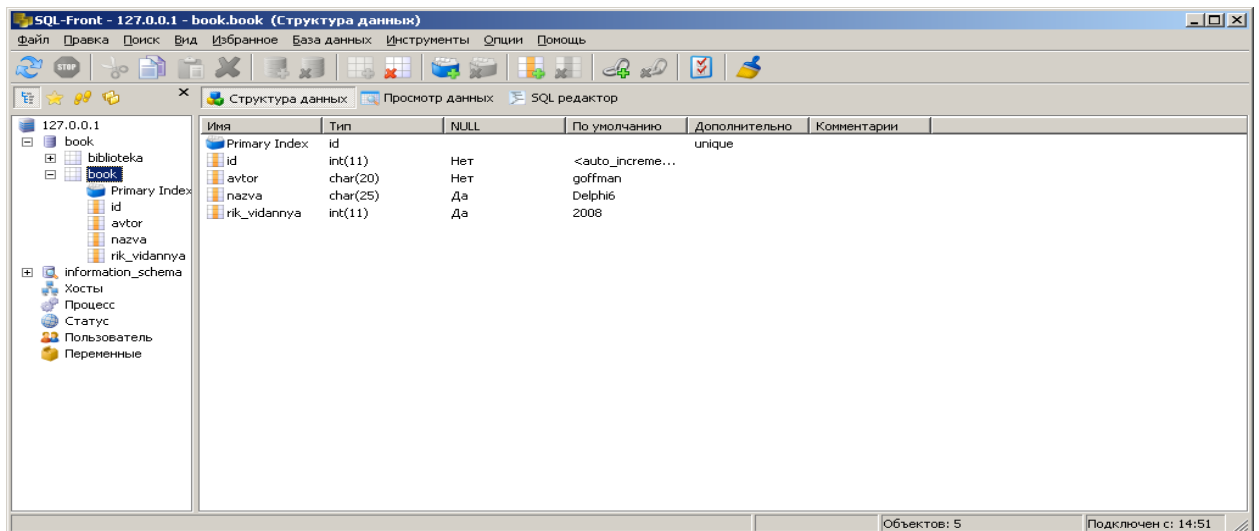 SQL-Front - 127.0.0.1 - book.book (Структура данных)
Файл Правка Поиск Вид Избранное База данных Инструменты Опции Помощь
STOP
Структура данных Просмотр данных SQL редактор
127.0.0.1
book
biblioteka
book
Primary Index
id
avtor
nazva
rik_vidannya
information_schema
Хосты
Процесс
Статус
Пользователь
Переменные
Имя Тип NULL По умолчанию Дополнительно Комментарии
Primary Index id unique
id int(11) Нет <auto_increme...
avtor char(20) Нет goffman
nazva char(25) Да Delphi6
rik_vidannya int(11) Да 2008
Объектов: 5 Подключен с: 14:51